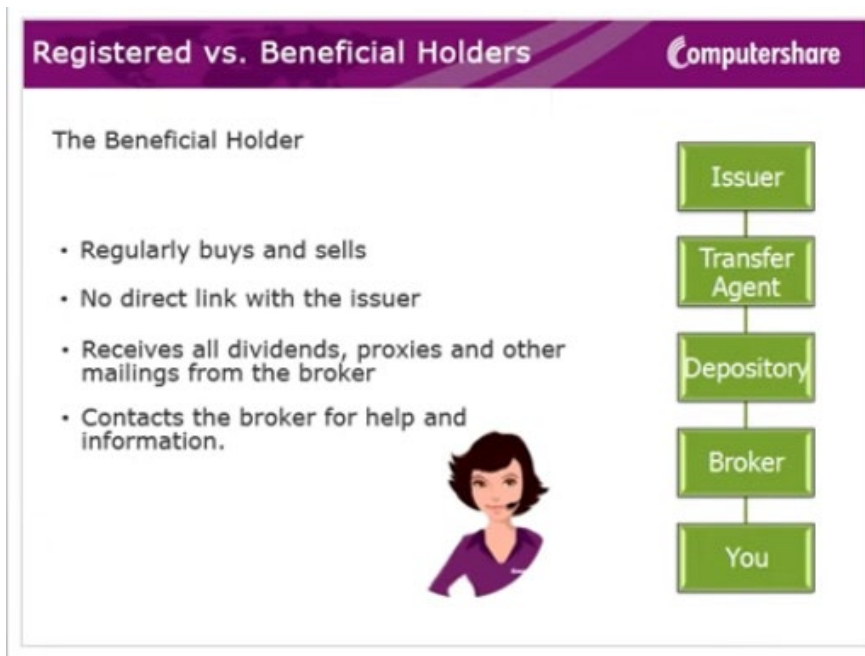 Registered vs. Beneficial Holders
Computershare
The Beneficial Holder
• Regularly buys and sells
• No direct link with the issuer
• Receives all dividends, proxies and other
mailings from the broker
• Contacts the broker for help and
information.
Issuer
Transfer
Agent
Depository
Broker
You